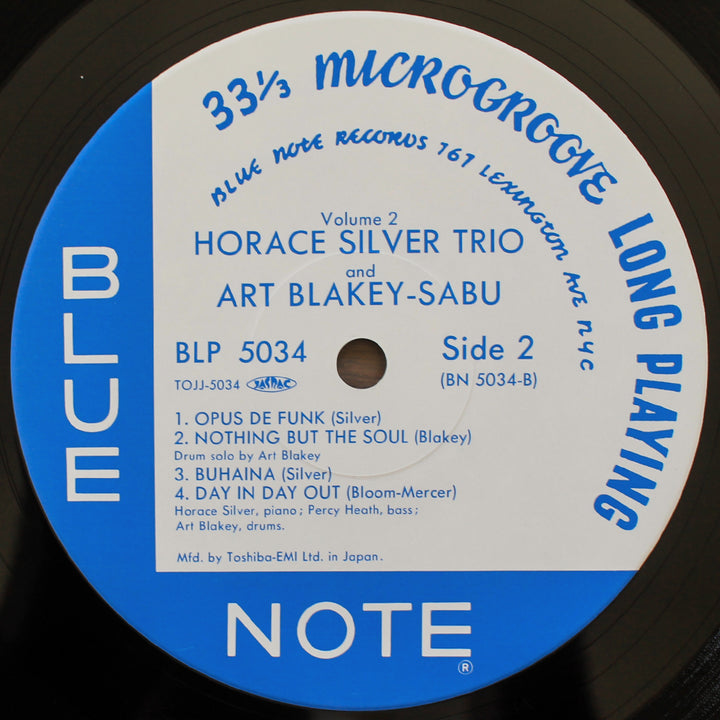 33⅓ MICROGROOVE LONG PLAYING
BLUE NOTE RECORDS 767 LEXINGTON AVE NYC
Volume 2
HORACE SILVER TRIO
and
ART BLAKEY-SABU
BLP 5034
Side 2
TOJJ-5034 JASRAC
(BN 5034-B)
1. OPUS DE FUNK (Silver)
2. NOTHING BUT THE SOUL (Blakey)
Drum solo by Art Blakey
3. BUHAINA (Silver)
4. DAY IN DAY OUT (Bloom-Mercer)
Horace Silver, piano; Percy Heath, bass;
Art Blakey, drums.
Mfd. by Toshiba-EMI Ltd. in Japan.
BLUE
NOTE®